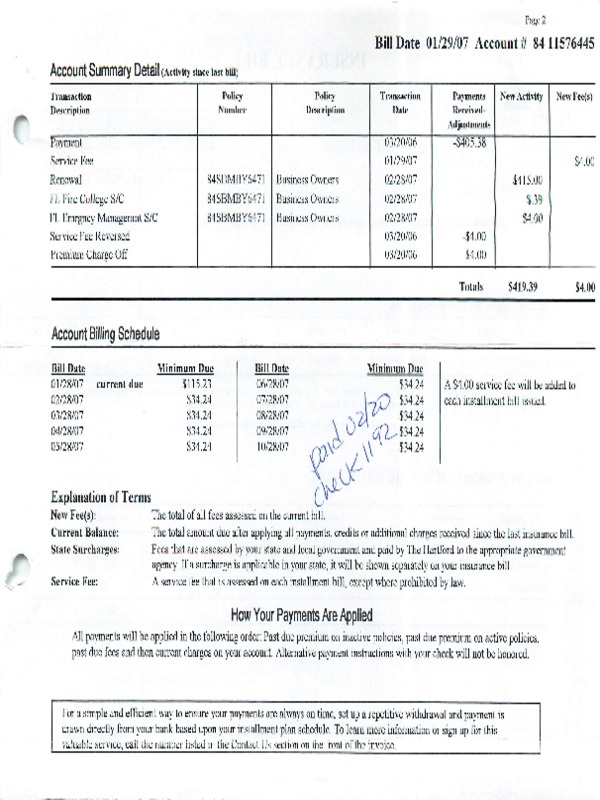 Page 2
Bill Date 01/29/07 Account # 84 11576445
Account Summary Detail (Activity since last bill)
Transaction Description Policy Number Policy Description Transaction Date Payments Received- Adjustments New Activity New Fee(s)
Payment 03/20/06 -$405.38
Service Fee 01/29/07 $4.00
Renewal 84SBMBY6471 Business Owners 02/28/07 $415.00
FL Fire College S/C 84SBMBY6471 Business Owners 02/28/07 $.39
FL Emrgncy Managemnt S/C 84SBMBY6471 Business Owners 02/28/07 $4.00
Service Fee Reversed 03/20/06 -$4.00
Premium Charge Off 03/20/06 $4.00
Totals $419.39 $4.00
Account Billing Schedule
Bill Date Minimum Due Bill Date Minimum Due
01/28/07 current due $115.23 06/28/07 $34.24 A $4.00 service fee will be added to
02/28/07 $34.24 07/28/07 $34.24 each installment bill issued.
03/28/07 $34.24 08/28/07 $34.24
04/28/07 $34.24 09/28/07 $34.24
05/28/07 $34.24 10/28/07 $34.24
paid 02/20
check 1192
Explanation of Terms
New Fee(s): The total of all fees assessed on the current bill.
Current Balance: The total amount due after applying all payments, credits or additional charges received since the last insurance bill.
State Surcharges: Fees that are assessed by your state and local government and paid by The Hartford to the appropriate government
agency. If a surcharge is applicable in your state, it will be shown separately on your insurance bill.
Service Fee: A service fee that is assessed on each installment bill, except where prohibited by law.
How Your Payments Are Applied
All payments will be applied in the following order: Past due premium on inactive policies, past due premium on active policies,
past due fees and then current charges on your account. Alternative payment instructions with your check will not be honored.
For a simple and efficient way to ensure your payments are always on time, set up a repetitive withdrawal and payment is
drawn directly from your bank based upon your installment plan schedule. To learn more information or sign up for this
valuable service, call the number listed in the Contact Us section on the front of the invoice.